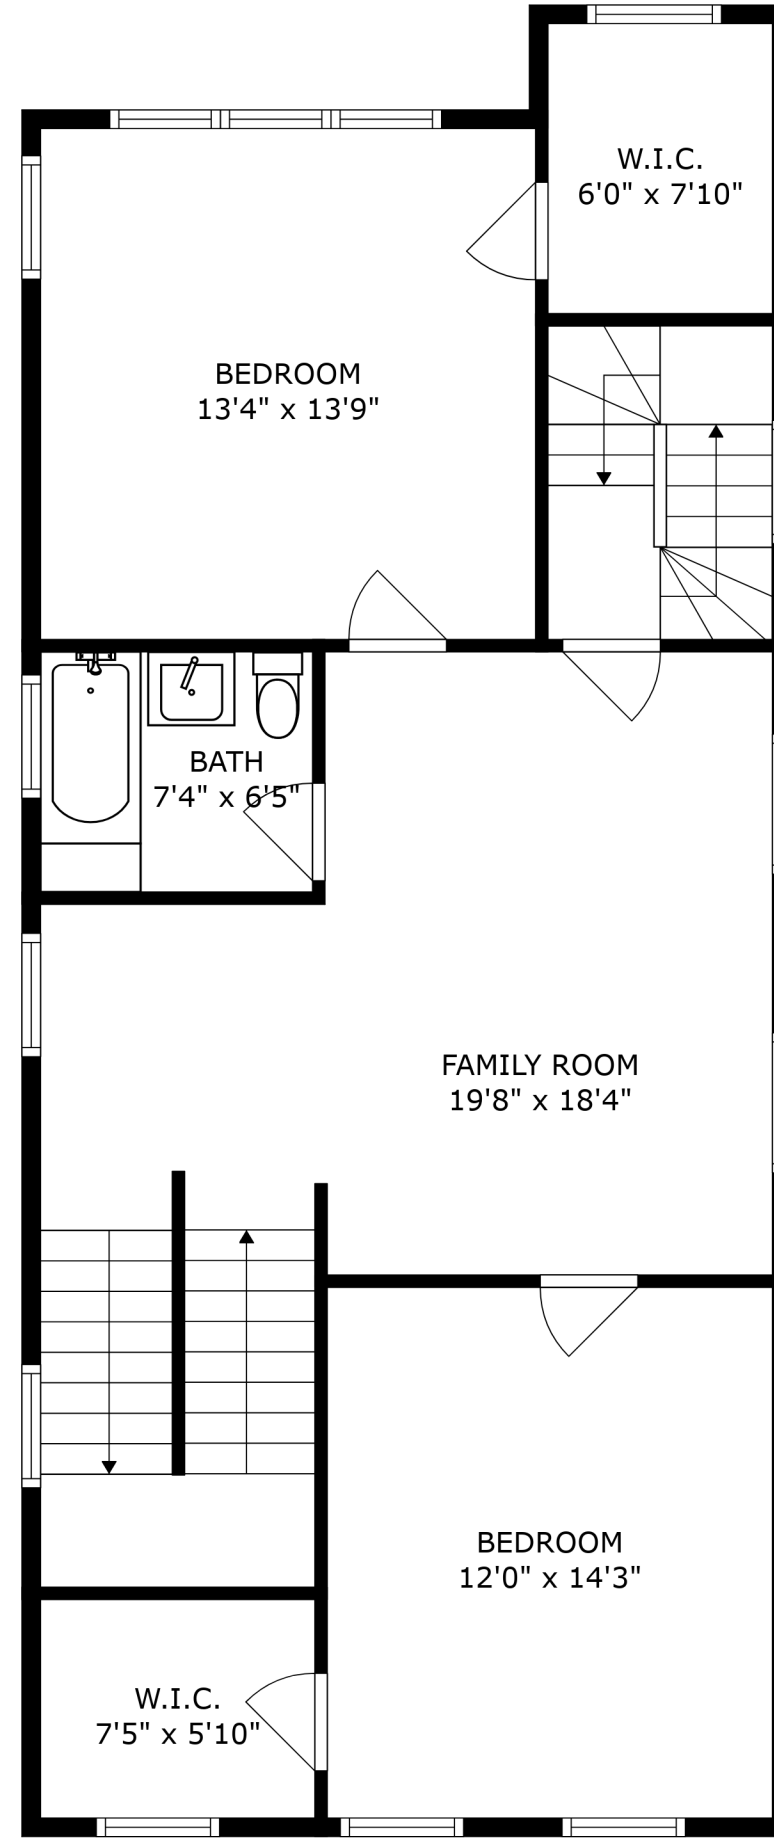 W.I.C.
6'0" x 7'10"
BEDROOM
13'4" x 13'9"
BATH
7'4" x 6'5"
FAMILY ROOM
19'8" x 18'4"
BEDROOM
12'0" x 14'3"
W.I.C.
7'5" x 5'10"